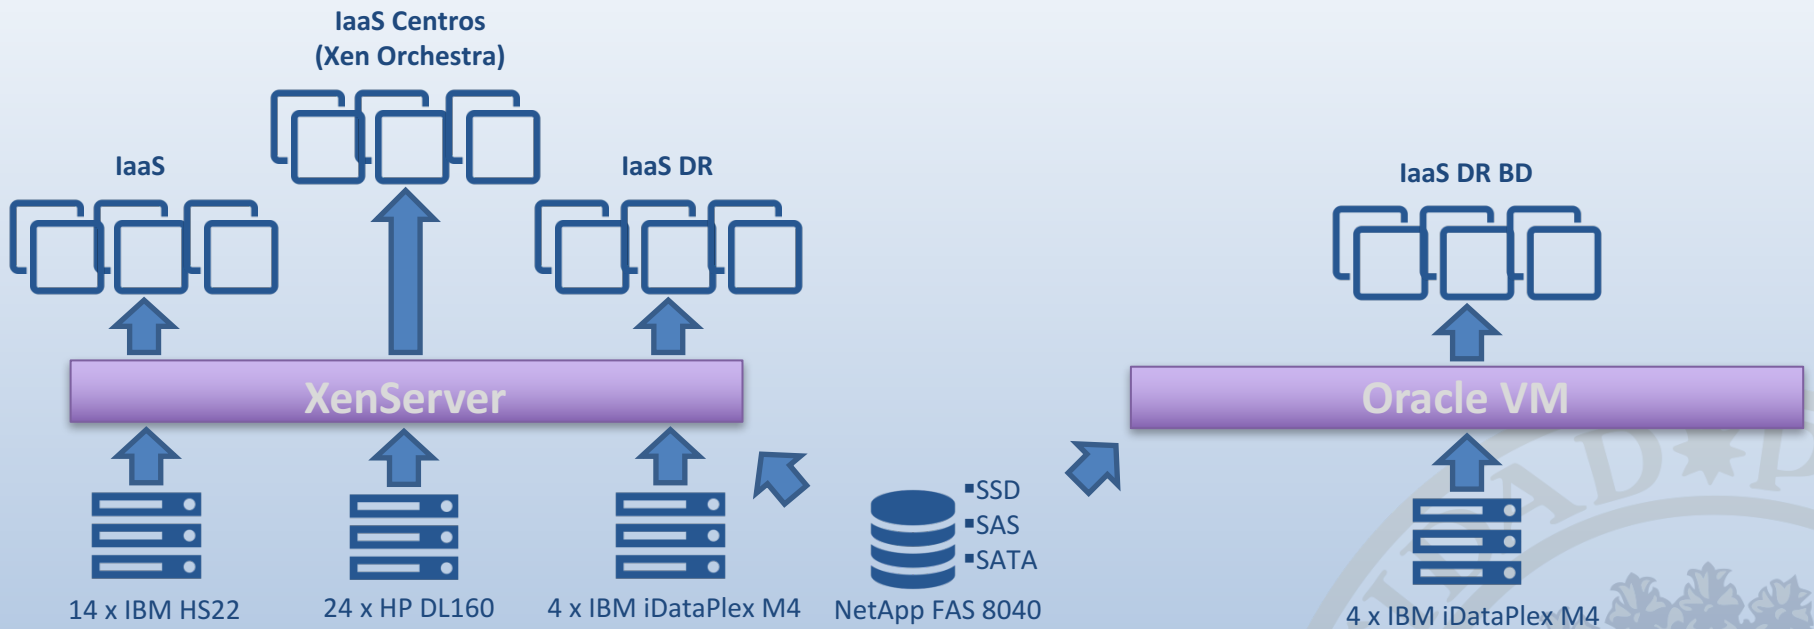 IaaS Centros
(Xen Orchestra)
IaaS
IaaS DR
IaaS DR BD
XenServer
Oracle VM
▪SSD
▪SAS
▪SATA
14 x IBM HS22
24 x HP DL160
4 x IBM iDataPlex M4
NetApp FAS 8040
4 x IBM iDataPlex M4